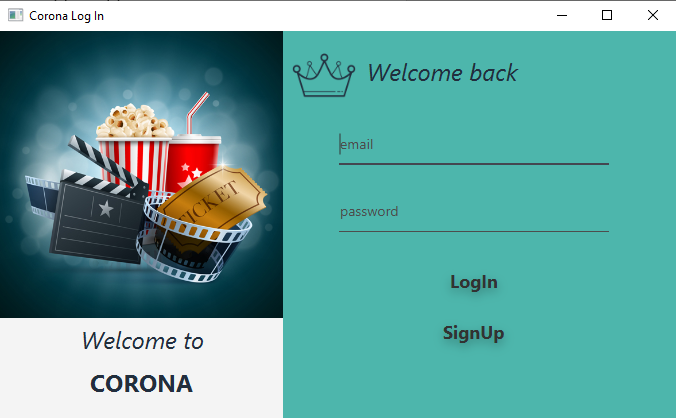 Corona Log In
TICKET
Welcome to
CORONA
Welcome back
email
password
LogIn
SignUp